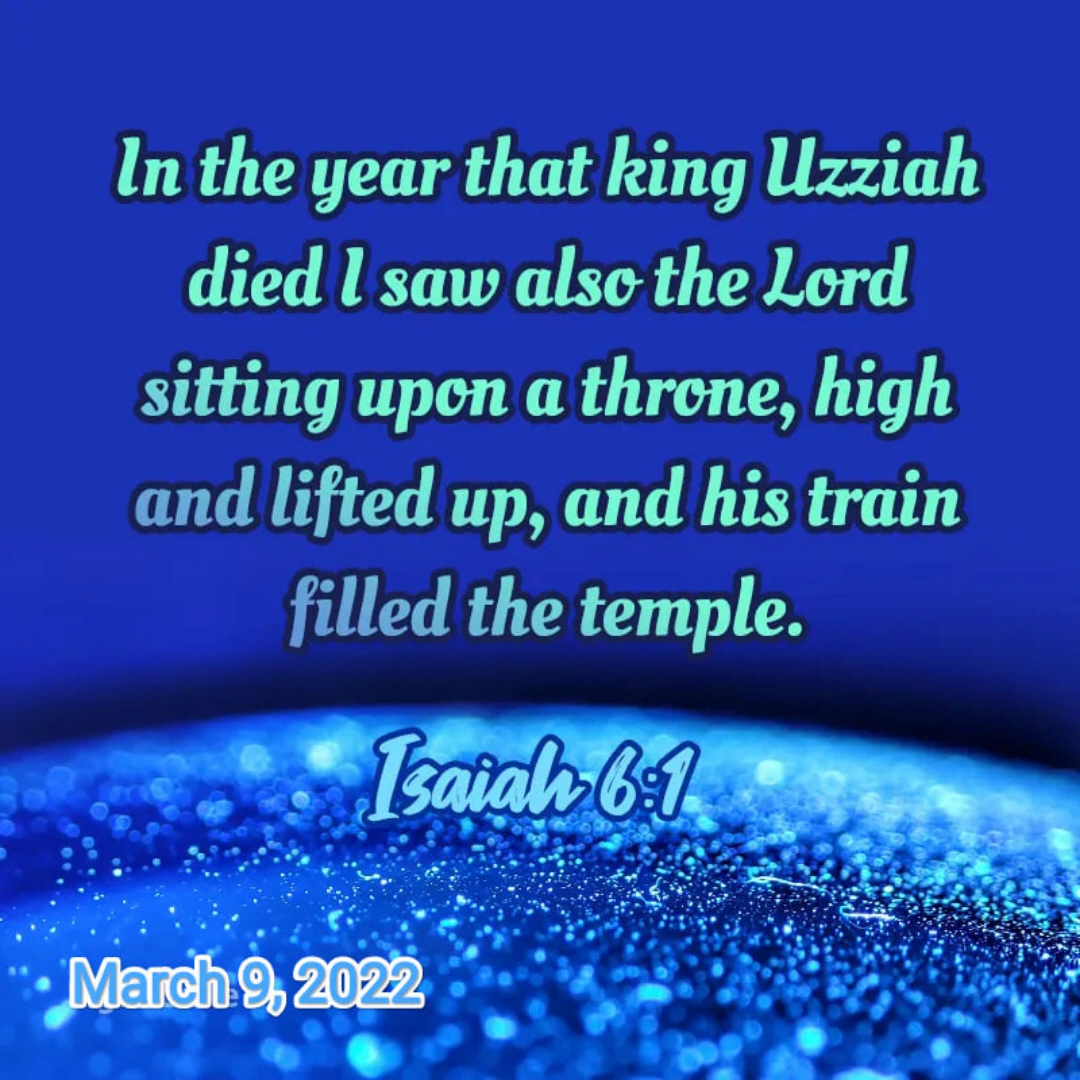 In the year that king Uzziah
died I saw also the Lord
sitting upon a throne, high
and lifted up, and his train
filled the temple.
Isaiah 6:1
March 9, 2022